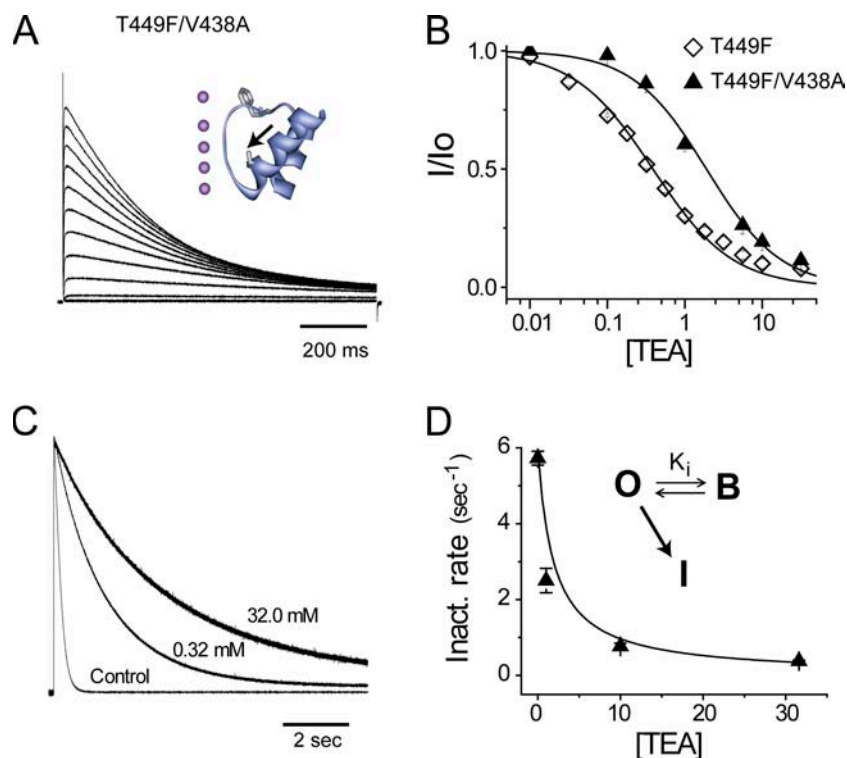 A
T449F/V438A
200 ms
B
T449F
T449F/V438A
I/Io
1.0
0.5
0.0
0.01
0.1
1
10
[TEA]
C
32.0 mM
0.32 mM
Control
2 sec
D
Inact. rate (sec-1)
6
4
2
0
Ki
O
B
I
0
10
20
30
[TEA]